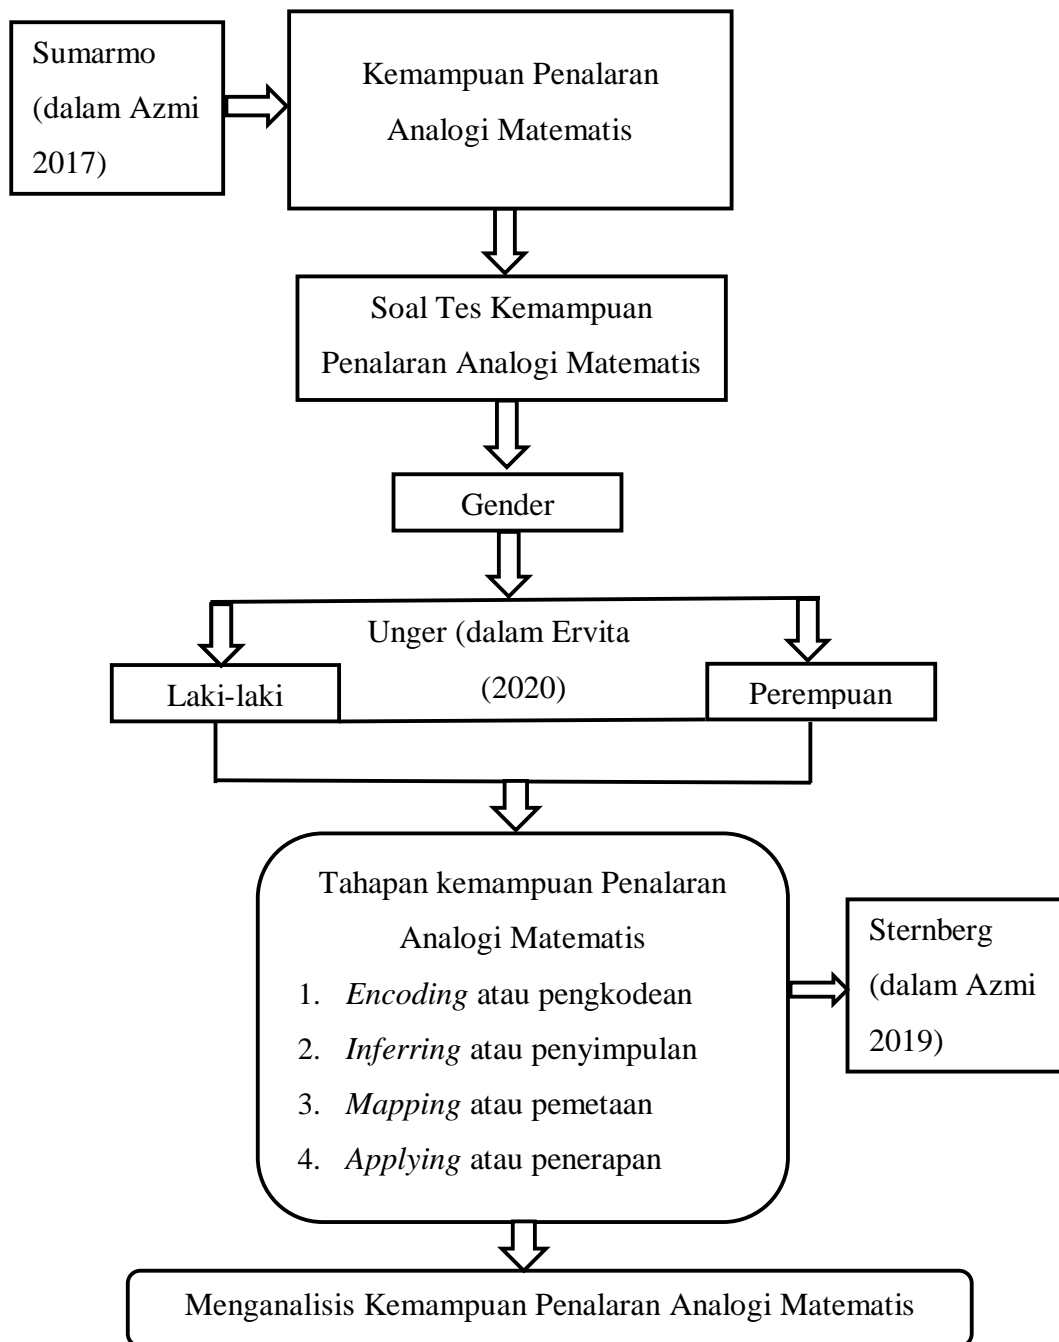 Sumarmo
(dalam Azmi
2017)
Kemampuan Penalaran
Analogi Matematis
Soal Tes Kemampuan
Penalaran Analogi Matematis
Gender
Unger (dalam Ervita
(2020)
Laki-laki
Perempuan
Tahapan kemampuan Penalaran
Analogi Matematis
1. Encoding atau pengkodean
2. Inferring atau penyimpulan
3. Mapping atau pemetaan
4. Applying atau penerapan
Sternberg
(dalam Azmi
2019)
Menganalisis Kemampuan Penalaran Analogi Matematis